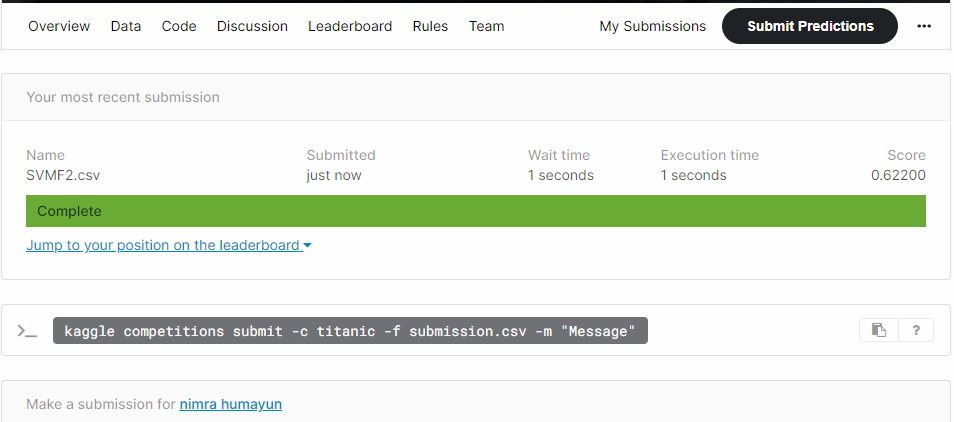 Overview Data Code Discussion Leaderboard Rules Team My Submissions Submit Predictions ...
Your most recent submission
Name Submitted Wait time Execution time Score
SVMF2.csv just now 1 seconds 1 seconds 0.62200
Complete
Jump to your position on the leaderboard
>_ kaggle competitions submit -c titanic -f submission.csv -m "Message" ?
Make a submission for nimra humayun